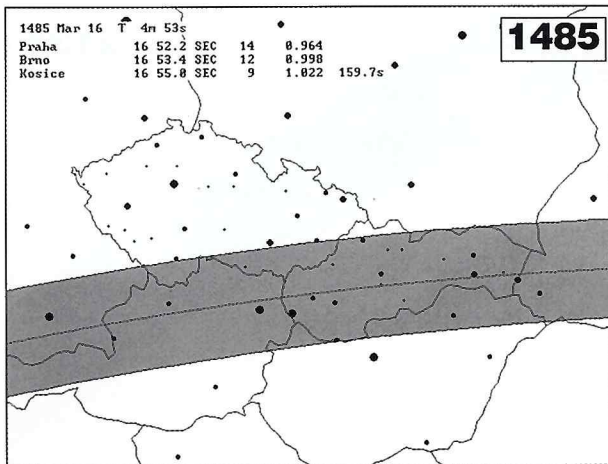 1485 Mar 16 T 4m 53s
1485
Praha 16 52.2 SEC 14 0.964
Brno 16 53.4 SEC 12 0.998
Kosice 16 55.0 SEC 9 1.022 159.7s